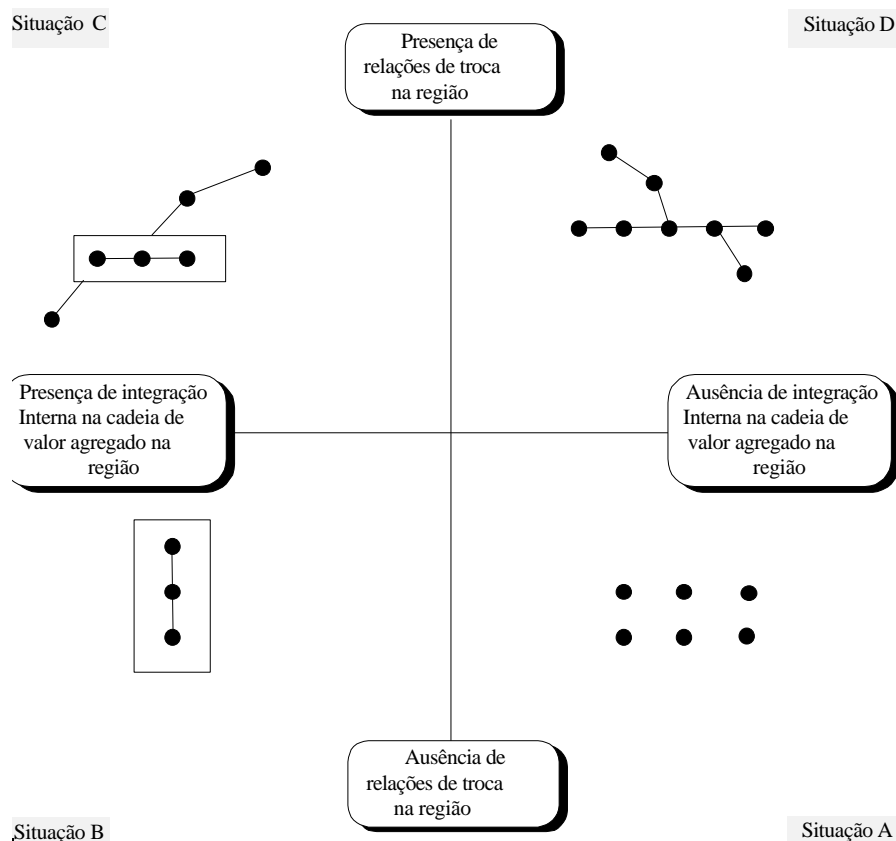 Situação C
Situação D
Presença de
relações de troca
na região
Presença de integração
Interna na cadeia de
valor agregado na
região
Ausência de integração
Interna na cadeia de
valor agregado na
região
Ausência de
relações de troca
na região
Situação B
Situação A